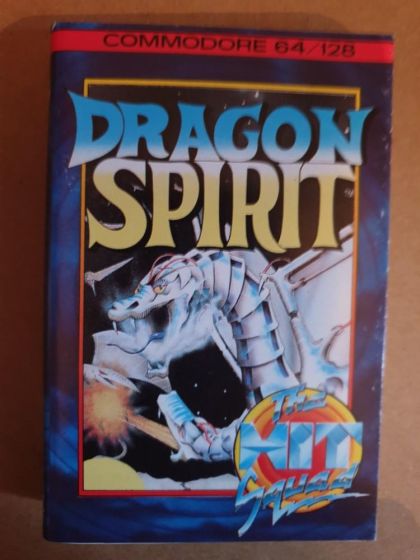 COMMODORE 64/128
DRAGON
SPIRIT
The
HIT
Squad